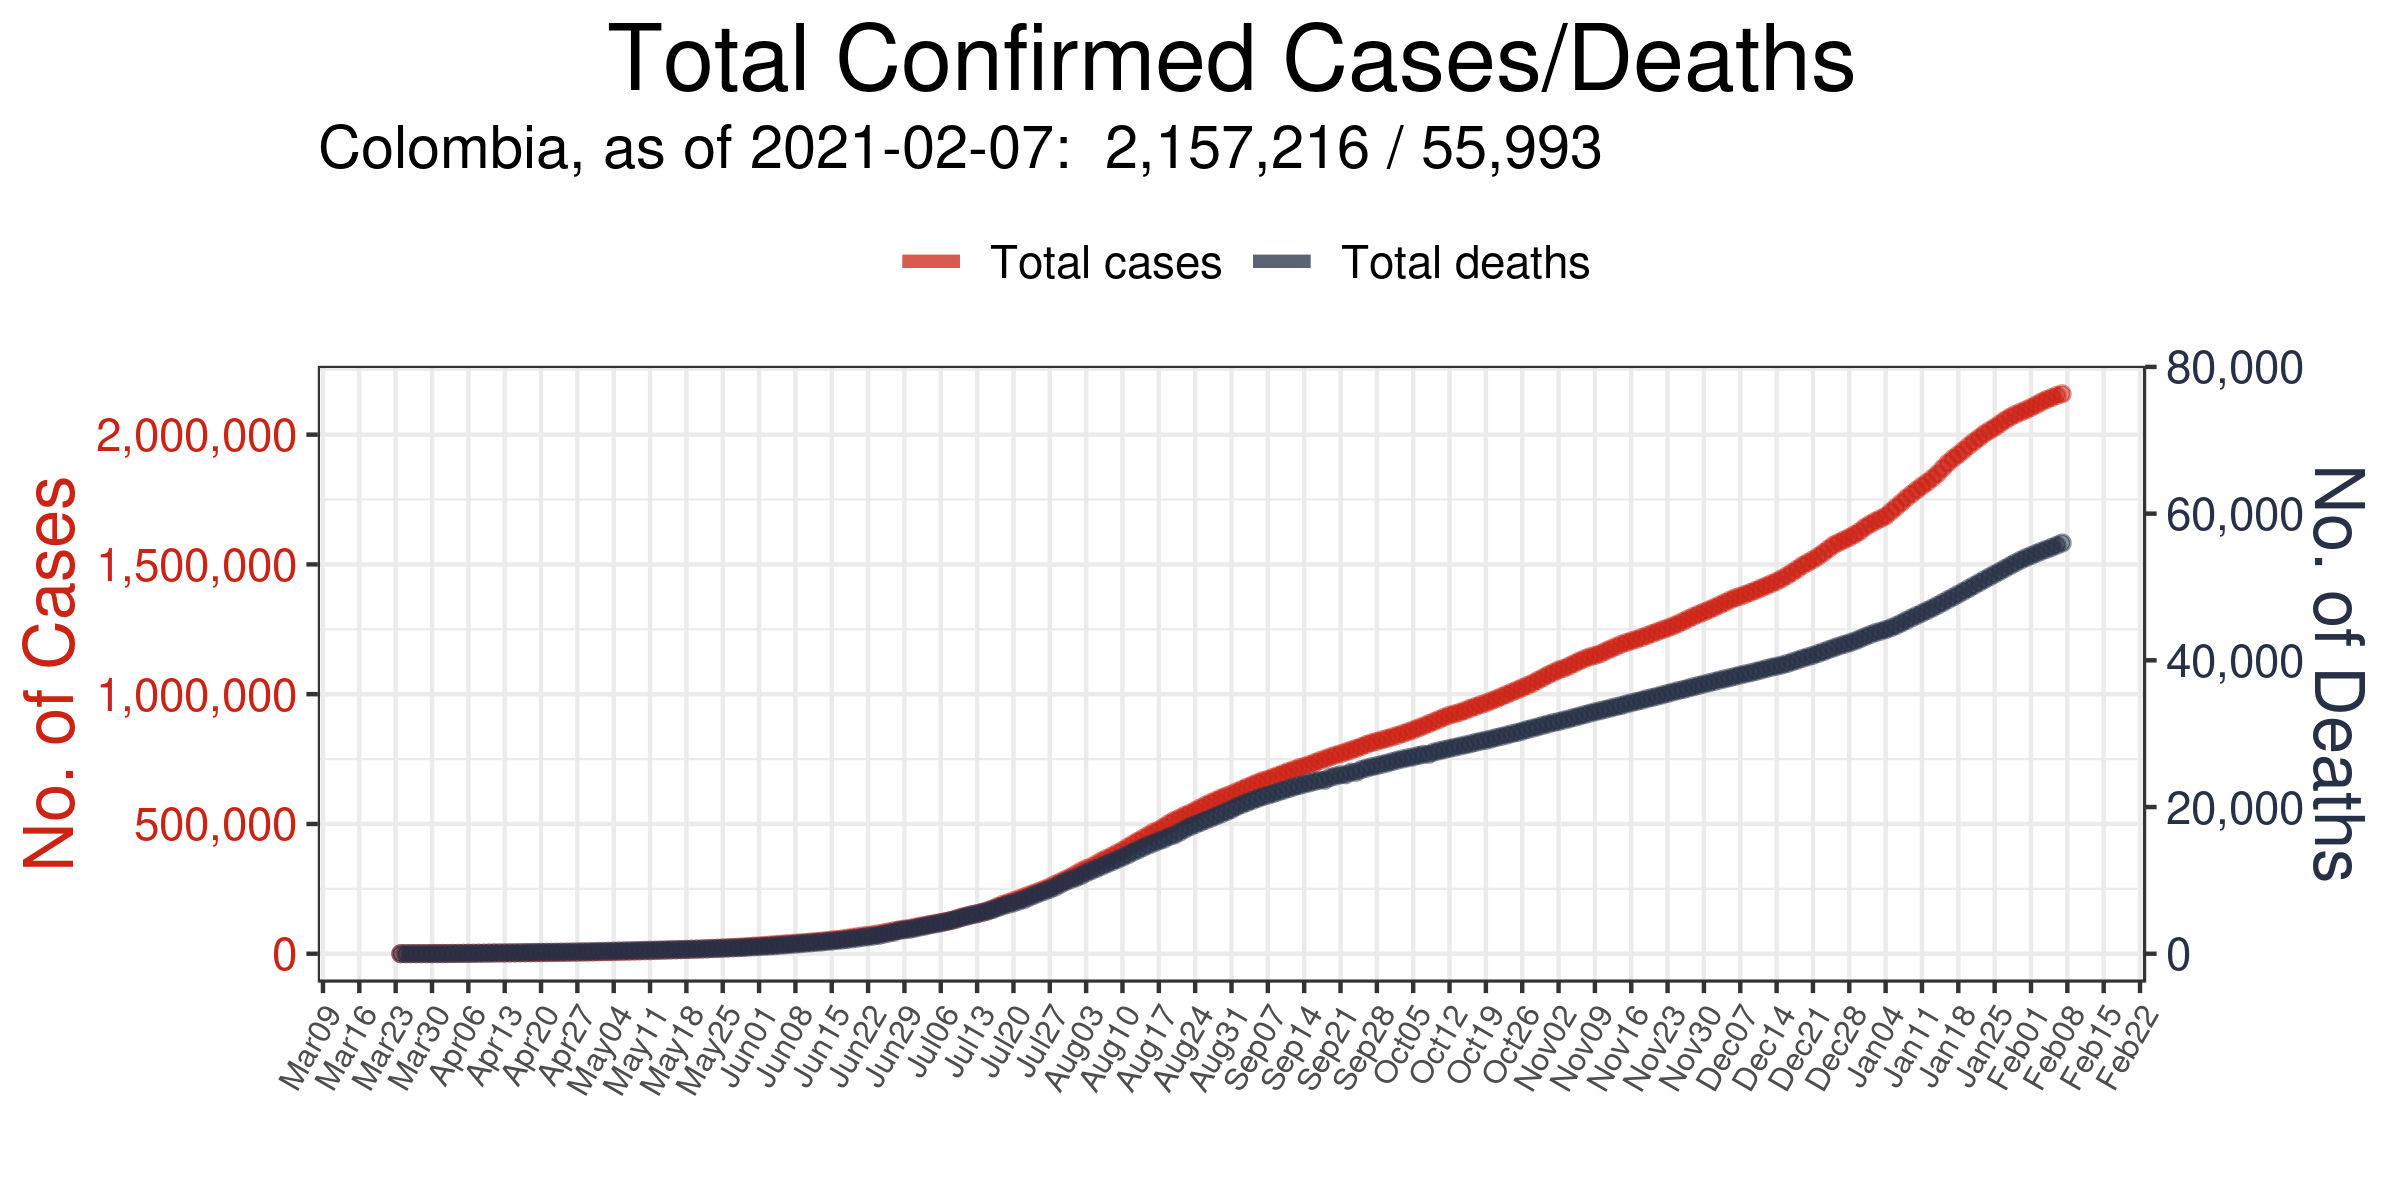 Total Confirmed Cases/Deaths
Colombia, as of 2021-02-07: 2,157,216 / 55,993
Total cases
Total deaths
No. of Cases
2,000,000
1,500,000
1,000,000
500,000
0
80,000
60,000
40,000
20,000
0
No. of Deaths
Mar09
Mar16
Mar23
Mar30
Apr06
Apr13
Apr20
Apr27
May04
May11
May18
May25
Jun01
Jun08
Jun15
Jun22
Jun29
Jul06
Jul13
Jul20
Jul27
Aug03
Aug10
Aug17
Aug24
Aug31
Sep07
Sep14
Sep21
Sep28
Oct05
Oct12
Oct19
Oct26
Nov02
Nov09
Nov16
Nov23
Nov30
Dec07
Dec14
Dec21
Dec28
Jan04
Jan11
Jan18
Jan25
Feb01
Feb08
Feb15
Feb22